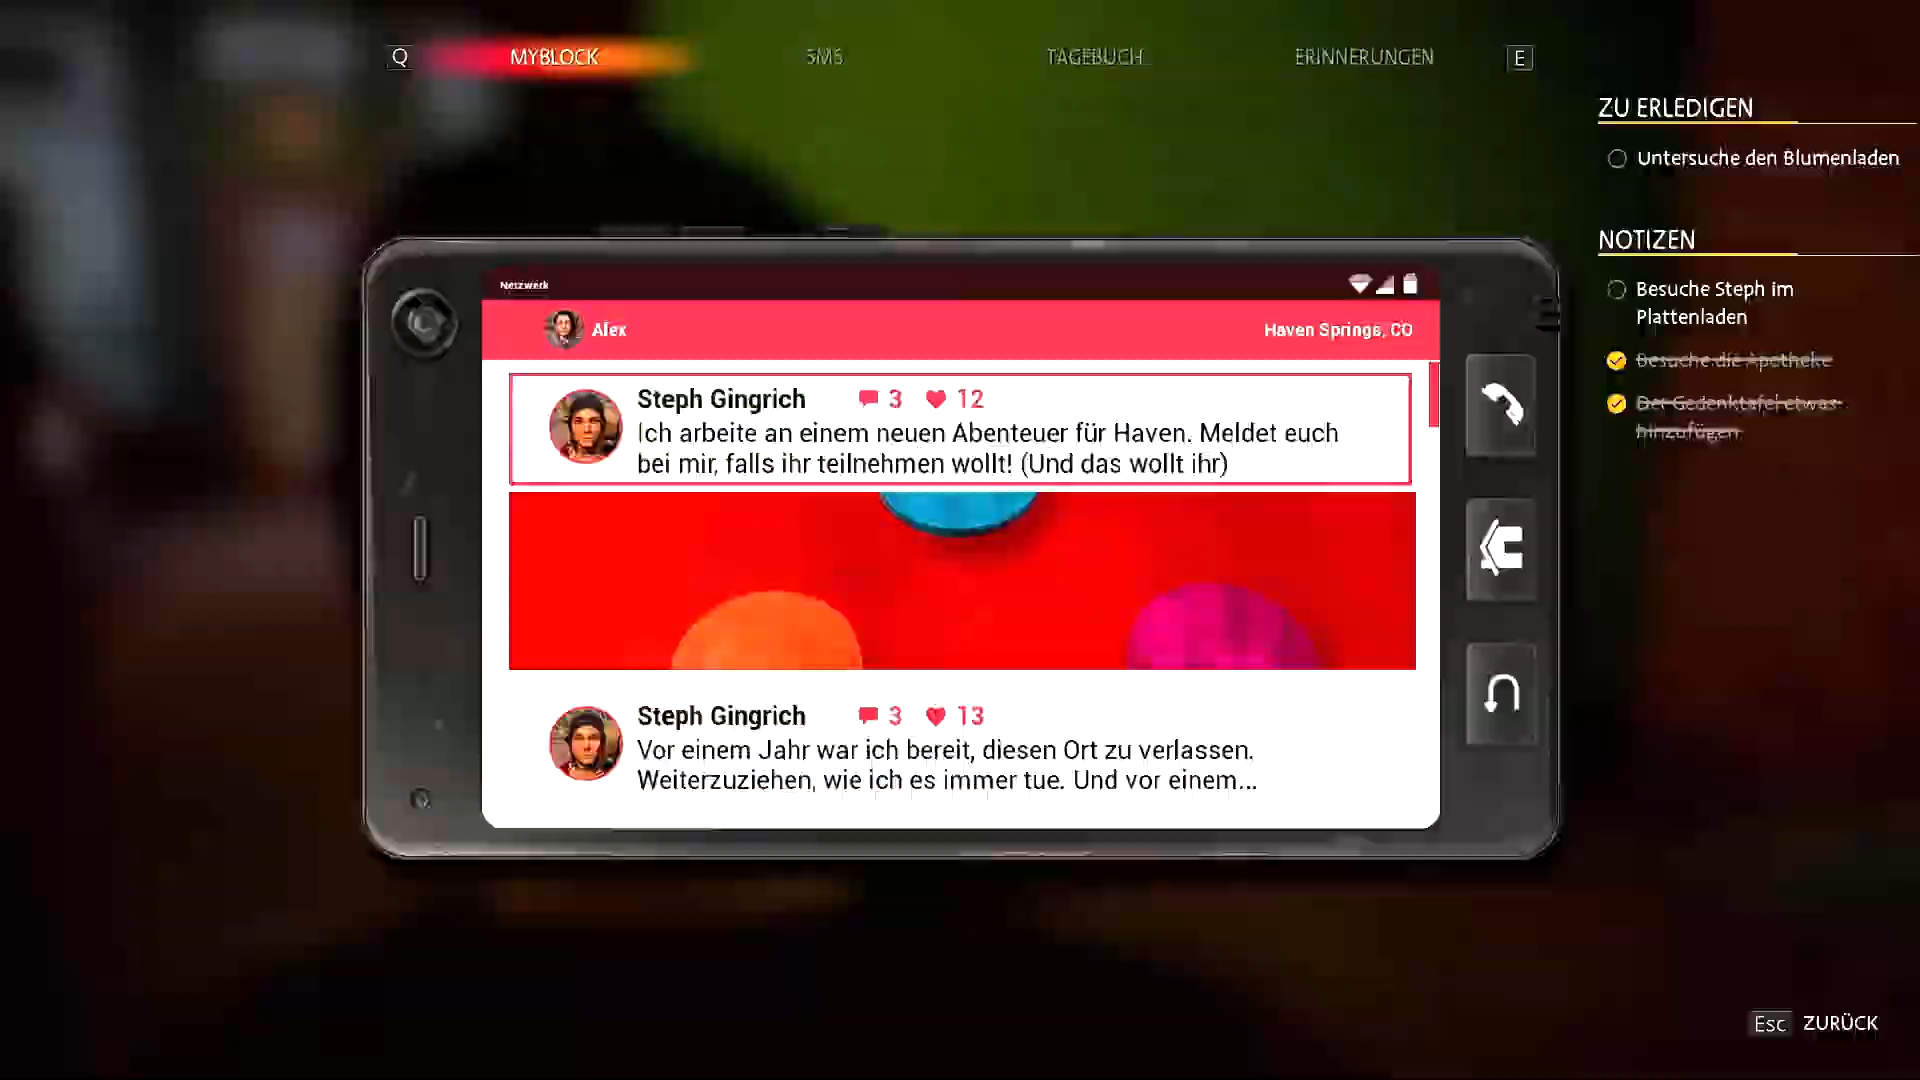 Q MYBLOCK SMS TAGEBUCH ERINNERUNGEN E
ZU ERLEDIGEN
Untersuche den Blumenladen
NOTIZEN
Besuche Steph im
Plattenladen
Besuche die Apotheke
Der Gedenktafel etwas
hinzufügen
Netzwerk
Alex Haven Springs, CO
Steph Gingrich 3 12
Ich arbeite an einem neuen Abenteuer für Haven. Meldet euch
bei mir, falls ihr teilnehmen wollt! (Und das wollt ihr)
Steph Gingrich 3 13
Vor einem Jahr war ich bereit, diesen Ort zu verlassen.
Weiterzuziehen, wie ich es immer tue. Und vor einem...
Esc ZURÜCK